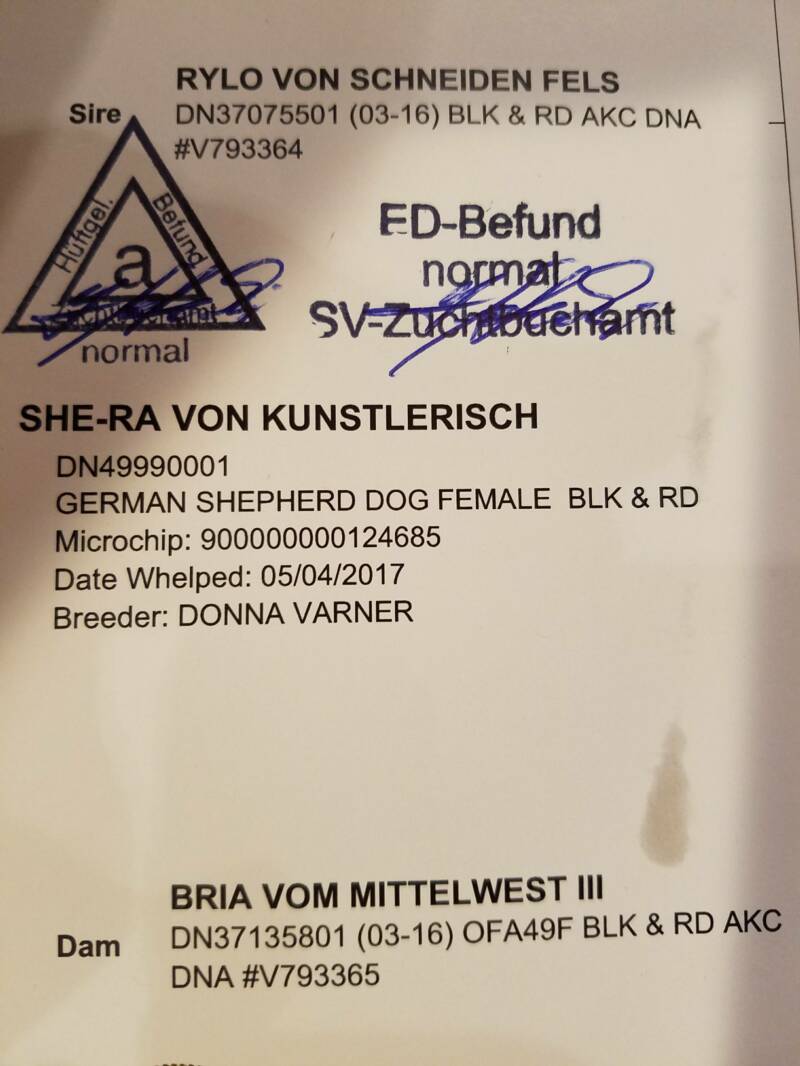 RYLO VON SCHNEIDEN FELS
Sire DN37075501 (03-16) BLK & RD AKC DNA
#V793364
Hüftgel. Befund
a
Zuchtbuchamt
normal
ED-Befund
normal
SV-Zuchtbuchamt
SHE-RA VON KUNSTLERISCH
DN49990001
GERMAN SHEPHERD DOG FEMALE BLK & RD
Microchip: 900000000124685
Date Whelped: 05/04/2017
Breeder: DONNA VARNER
BRIA VOM MITTELWEST III
Dam DN37135801 (03-16) OFA49F BLK & RD AKC
DNA #V793365